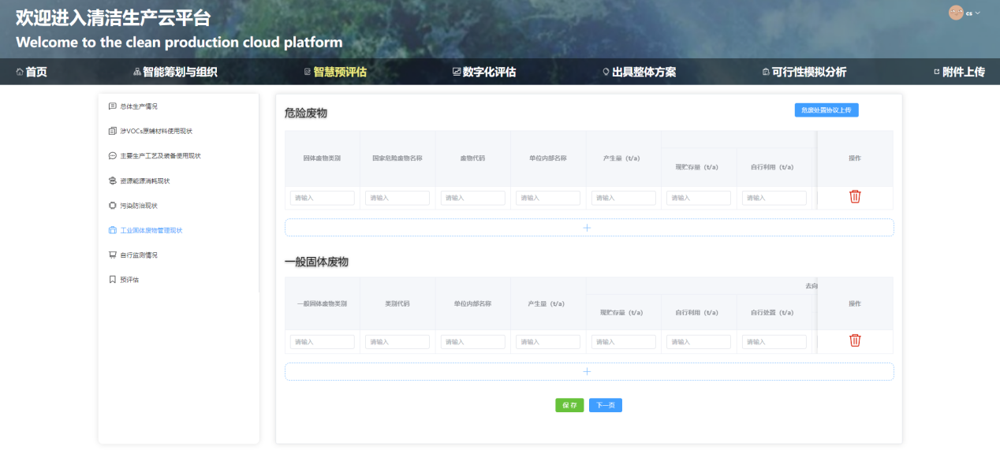 欢迎进入清洁生产云平台
Welcome to the clean production cloud platform
cs
首页 智能筹划与组织 智慧预评估 数字化评估 出具整体方案 可行性模拟分析 附件上传
总体生产情况
涉VOCs原辅材料使用现状
主要生产工艺及装备使用现状
资源能源消耗现状
污染防治现状
工业固体废物管理现状
自行监测情况
预评估
危险废物
危废处置协议上传
固体废物类别 国家危险废物名称 废物代码 单位内部名称 产生量（t/a） 现贮存量（t/a） 自行利用（t/a） 操作
请输入 请输入 请输入 请输入 请输入 请输入 请输入
一般固体废物
去向
一般固体废物类别 类别代码 单位内部名称 产生量（t/a） 现贮存量（t/a） 自行利用（t/a） 自行处置（t/a） 操作
请输入 请输入 请输入 请输入 请输入 请输入 请输入
保存 下一页